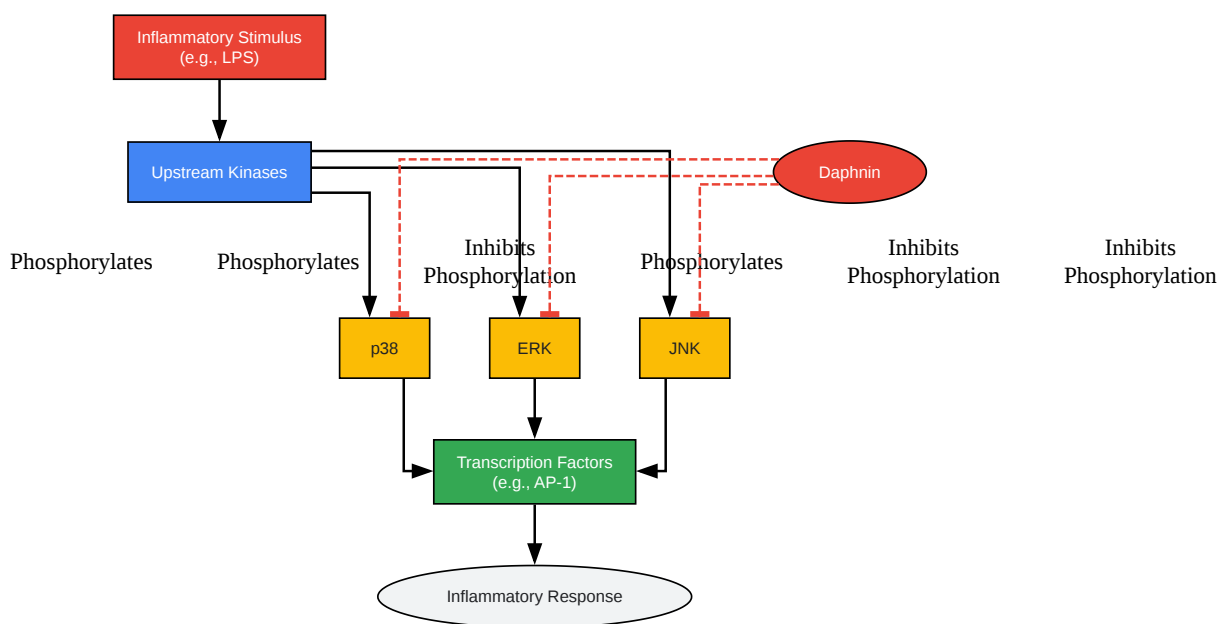 Inflammatory Stimulus
(e.g., LPS)
Upstream Kinases
Daphnin
Phosphorylates
Phosphorylates
Inhibits
Phosphorylation
Phosphorylates
Inhibits
Phosphorylation
Inhibits
Phosphorylation
p38
ERK
JNK
Transcription Factors
(e.g., AP-1)
Inflammatory Response